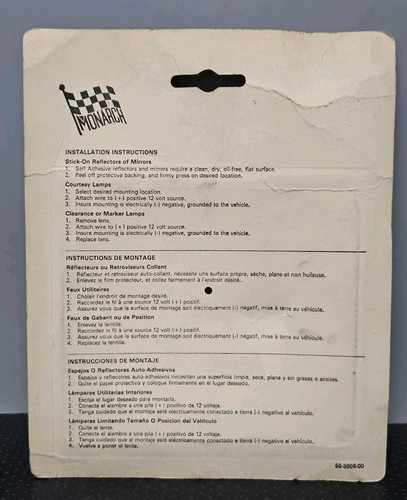 MONARCH
INSTALLATION INSTRUCTIONS
Stick-On Reflectors of Mirrors
1. Self Adhesive reflectors and mirrors require a clean, dry, oil-free, flat surface.
2. Peel off protective backing, and firmly press on desired location.
Courtesy Lamps
1. Select desired mounting location.
2. Attach wire to (+) positive 12 volt source.
3. Insure mounting is electrically (-) negative, grounded to the vehicle.
Clearance or Marker Lamps
1. Remove lens.
2. Attach wire to (+) positive 12 volt source.
3. Insure mounting is electrically (-) negative, grounded to the vehicle.
4. Replace lens.
INSTRUCTIONS DE MONTAGE
Réflecteurs ou Retroviseurs Collant
1. Réflecteur et rétroviseur auto-collant, nécessite une surface propre, sèche, plane et non huileuse.
2. Enlevez le film protecteur, et collez fermement à l'endroit désiré.
Feux Utilitaires
1. Choisir l'endroit de montage désiré.
2. Raccordez le fil à une source 12 volt (+) positif.
3. Assurez vous que la surface de montage soit électriquement (-) negatif, mise à terre au véhicule.
Feux de Gabarit ou de Position
1. Enlevez la lentille.
2. Raccordez le fil à une source 12 volt (+) positif.
3. Assurez vous que la surface de montage soit électriquement (-) negatif, mise à terre au véhicule.
4. Replacez la lentille.
INSTRUCCIONES DE MONTAJE
Espejos O Reflectores Auto-Adhesivos
1. Espejos y reflectores auto-adhesivos necesitan una superficie limpia, seca, plana y sin grasas o aceites.
2. Quite el papel protectivo y coloque firmemente en el lugar deseado.
Lámparas Utilitarias Interiores
1. Escoja el lugar deseado para montarla.
2. Conecte el alambre a una pila (+) positivo de 12 voltaje.
3. Tenga cuidado que el montaje esté eléctricamente conectado a tierra (-) negativo al vehículo.
Lámparas Limitando Tamaño O Posicion del Vehículo
1. Quite el lente.
2. Conecte el alambre a una pila (+) positivo de 12 voltaje.
3. Tenga cuidado que el montaje esté eléctricamente conectado a tierra (-) negativo al vehículo.
4. Vuelva a poner el lente.